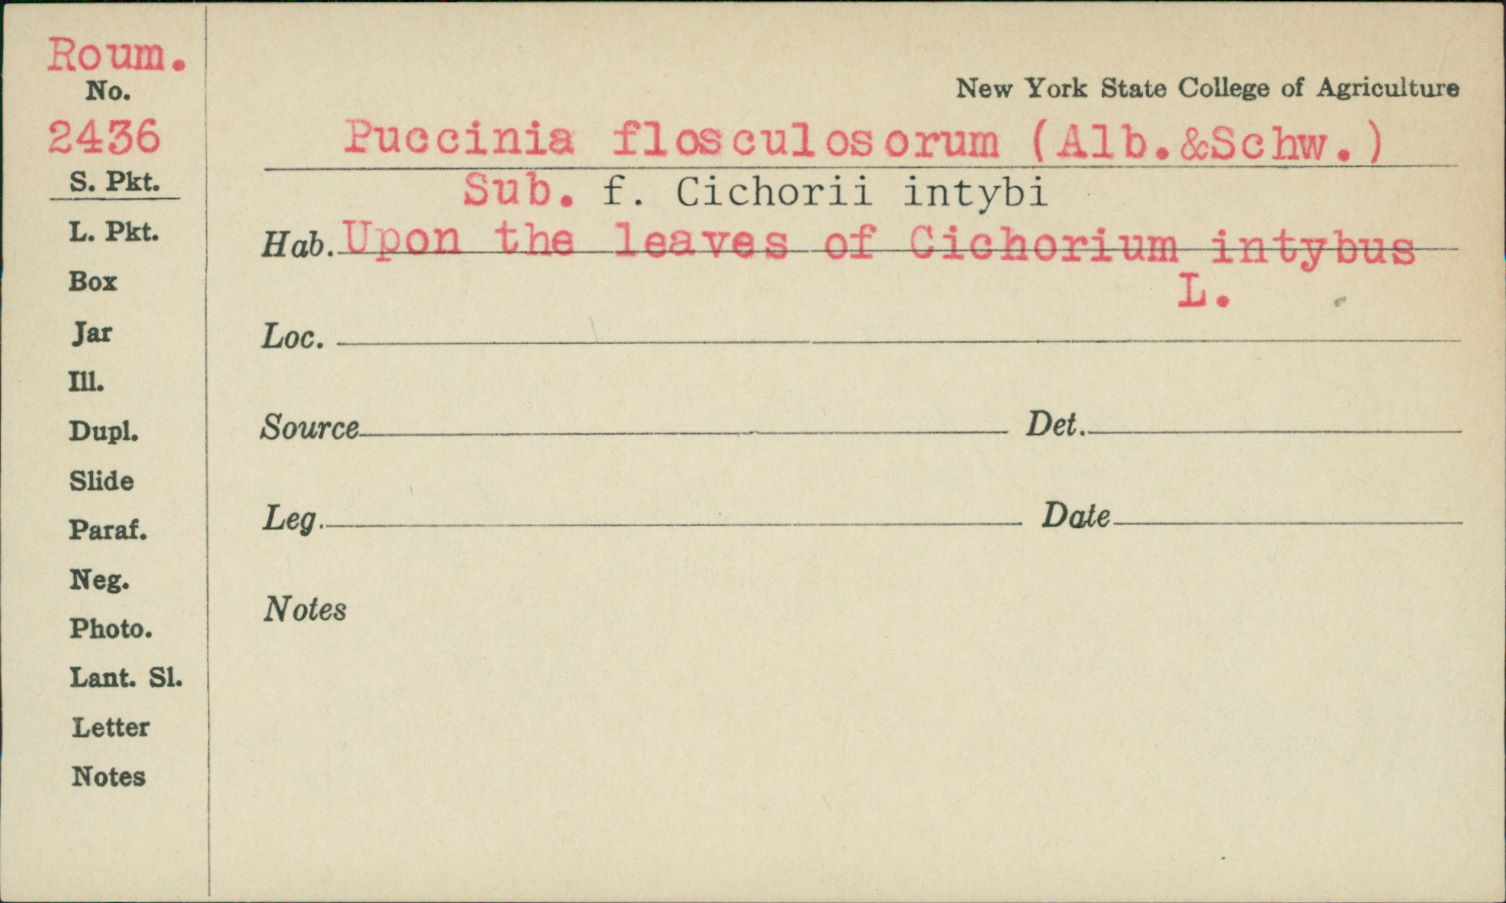 Roum.
No.
2436
S. Pkt.
L. Pkt.
Box
Jar
Ill.
Dupl.
Slide
Paraf.
Neg.
Photo.
Lant. Sl.
Letter
Notes
New York State College of Agriculture
Puccinia flosculosorum (Alb.&Schw.)
Sub. f. Cichorii intybi
Hab. Upon the leaves of Cichorium intybus
L.
Loc.
Source Det.
Leg. Date
Notes